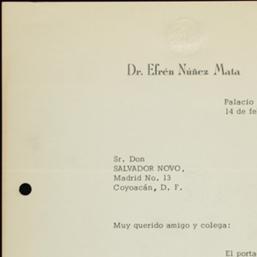 Dr. Efrén Núñez Mata
Palacio
14 de fe
Sr. Don
SALVADOR NOVO,
Madrid No. 13
Coyoacán, D. F.
Muy querido amigo y colega:
El porta